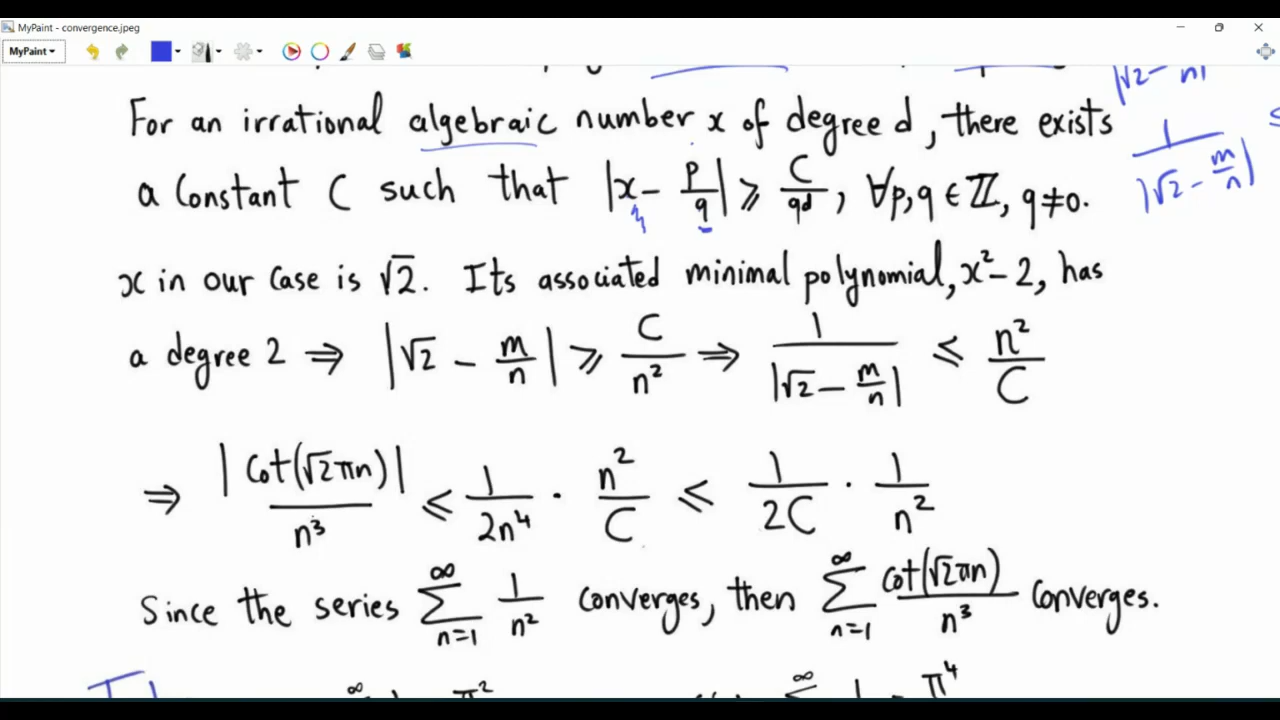 MyPaint - convergence.jpeg
MyPaint
|√2 - n|
For an irrational algebraic number x of degree d, there exists
1/|√2 - m/n|
a constant C such that |x - p/q| ⩾ C/q^d, ∀p,q ∈ ℤ, q≠0.
x in our case is √2. Its associated minimal polynomial, x² - 2, has
a degree 2 ⇒ |√2 - m/n| ⩾ C/n² ⇒ 1/|√2 - m/n| ⩽ n²/C
⇒ |Cot(√2πn)|/n³ ⩽ 1/2n⁴ · n²/C ⩽ 1/2C · 1/n²
Since the series ∑_{n=1}^{∞} 1/n² converges, then ∑_{n=1}^{∞} cot(√2πn)/n³ converges.
π²
π⁴